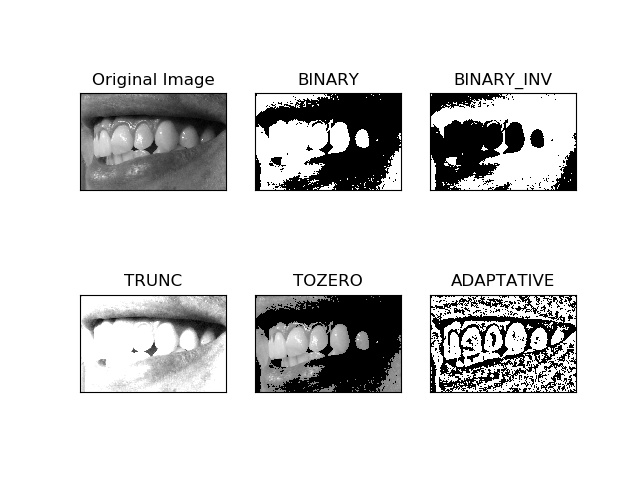 Original Image
BINARY
BINARY_INV
TRUNC
TOZERO
ADAPTATIVE